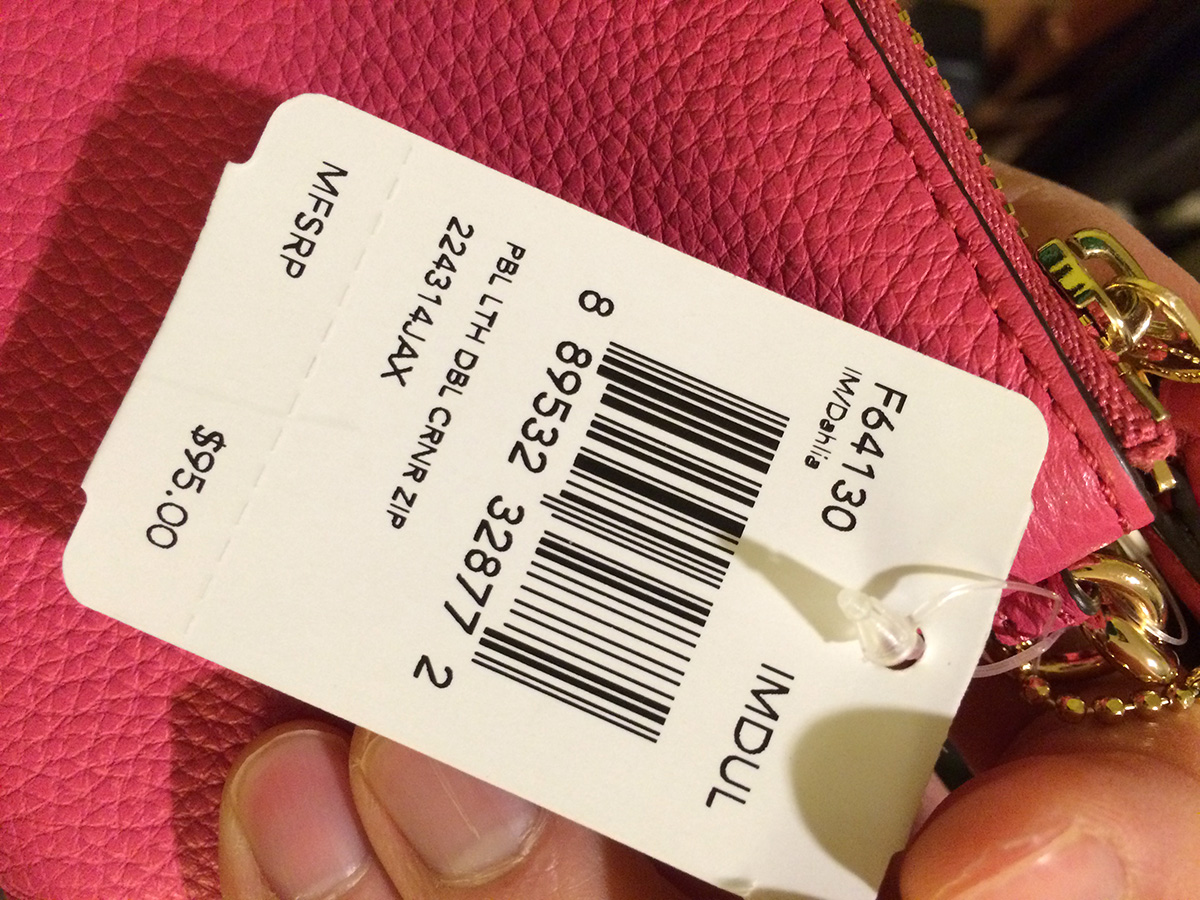 F64130 IMDUL
IM/Dahlia
8 89532 32877 2
PBL LTH DBL CRNR ZIP
224314JAX
MFSRP $95.00